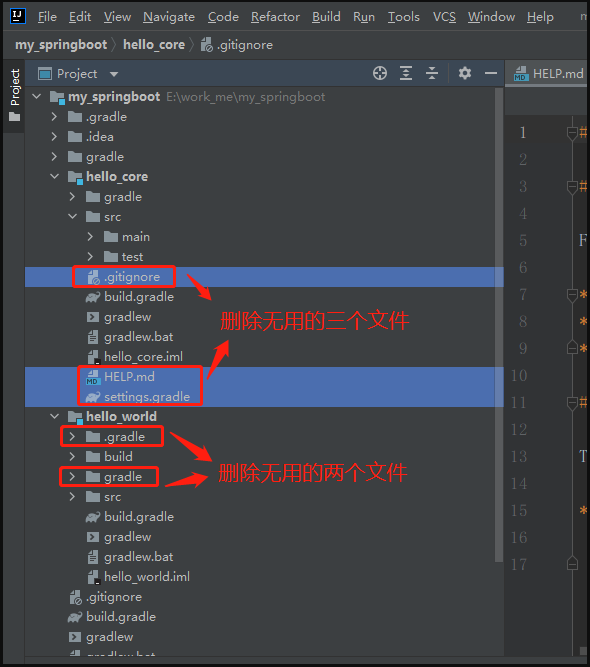 File Edit View Navigate Code Refactor Build Run Tools VCS Window Help m
my_springboot hello_core .gitignore
Project
Project
HELP.md
my_springboot E:\work_me\my_springboot
.gradle
.idea
gradle
hello_core
gradle
src
main
test
.gitignore
build.gradle
gradlew
gradlew.bat
hello_core.iml
HELP.md
settings.gradle
删除无用的三个文件
hello_world
.gradle
build
gradle
src
build.gradle
gradlew
gradlew.bat
hello_world.iml
删除无用的两个文件
.gitignore
build.gradle
gradlew
gradlew.bat
1 #
2
3 #
4
5 F
6
7 *
8 *
9 *
10
11 #
12
13 T
14
15 *
16
17